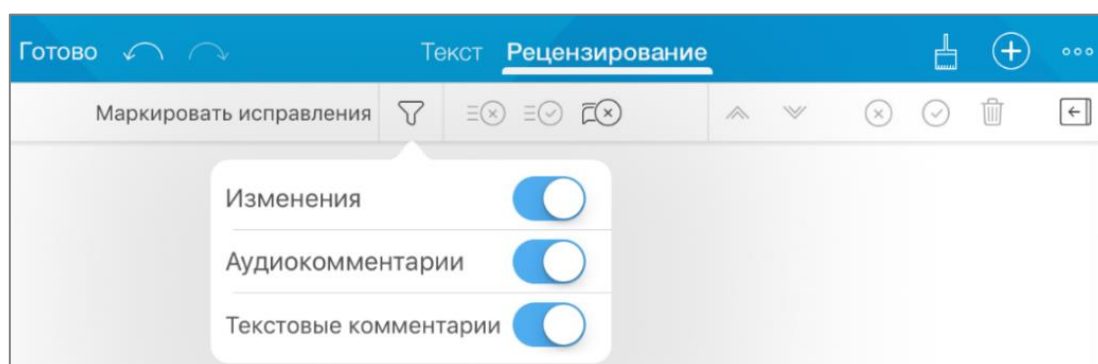 Готово Текст Рецензирование
Маркировать исправления
Изменения
Аудиокомментарии
Текстовые комментарии